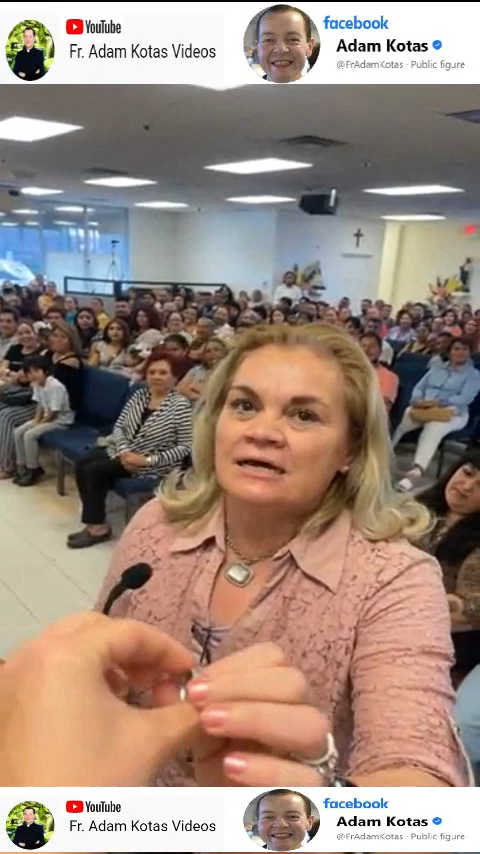 YouTube
Fr. Adam Kotas Videos
facebook
Adam Kotas
@FrAdamKotas · Public figure
YouTube
Fr. Adam Kotas Videos
facebook
Adam Kotas
@FrAdamKotas · Public figure